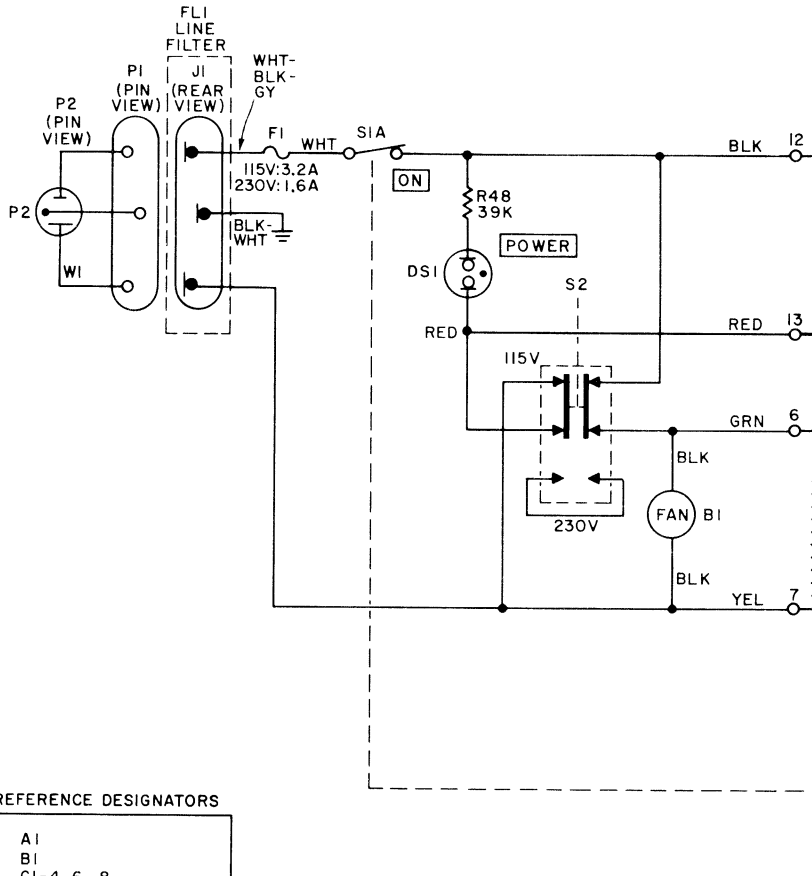 FL1
LINE
FILTER
P1
(PIN
VIEW)
J1
(REAR
VIEW)
WHT-
BLK-
GY
P2
(PIN
VIEW)
F1
WHT
S1A
115V:3.2A
230V:1.6A
ON
BLK
12
P2
R48
39K
BLK-
WHT
POWER
W1
DS1
S2
RED
RED
13
115V
GRN
6
BLK
FAN
B1
230V
BLK
YEL
7
REFERENCE DESIGNATORS
A1
B1